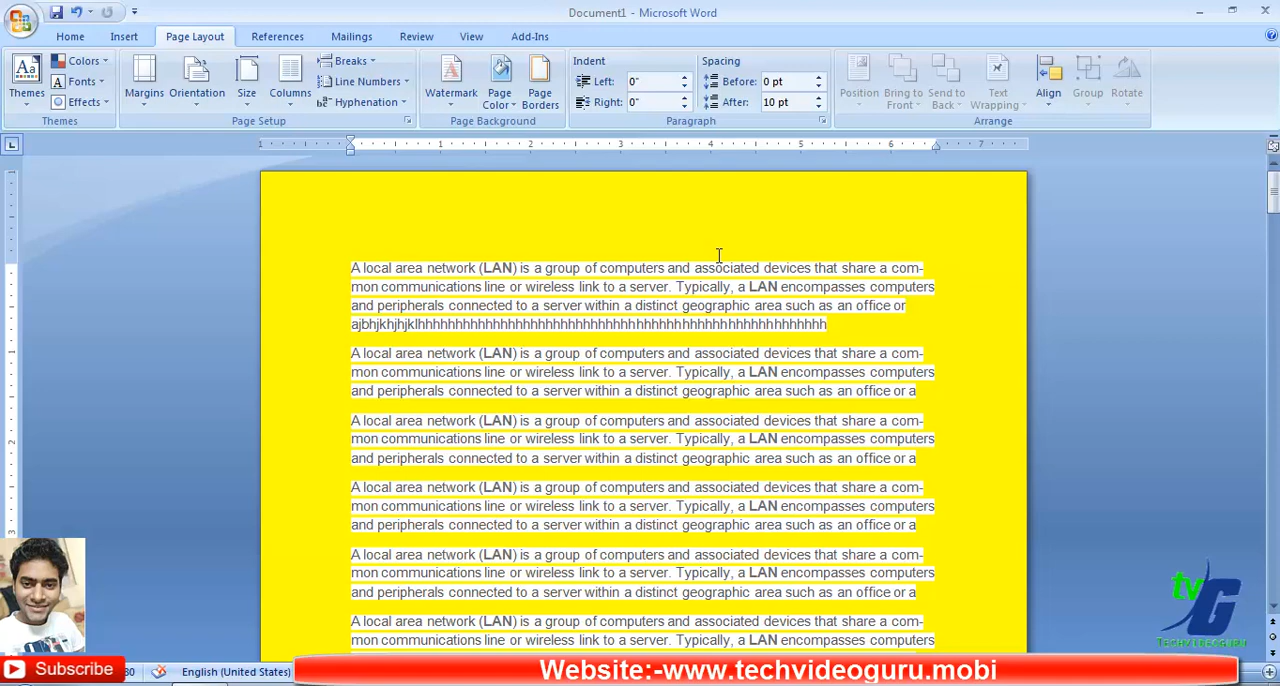 Document1 - Microsoft Word
Home Insert Page Layout References Mailings Review View Add-Ins
Themes
Colors
Fonts
Effects
Themes
Margins
Orientation
Size
Columns
Breaks
Line Numbers
Hyphenation
Page Setup
Watermark
Page Color
Page Borders
Page Background
Indent
Left: 0"
Right: 0"
Spacing
Before: 0 pt
After: 10 pt
Paragraph
Position
Bring to Front
Send to Back
Text Wrapping
Align
Group
Rotate
Arrange
1 1 2 3 4 5 6 7
A local area network (LAN) is a group of computers and associated devices that share a com-
mon communications line or wireless link to a server. Typically, a LAN encompasses computers
and peripherals connected to a server within a distinct geographic area such as an office or
A local area network (LAN) is a group of computers and associated devices that share a com-
mon communications line or wireless link to a server. Typically, a LAN encompasses computers
and peripherals connected to a server within a distinct geographic area such as an office or a
A local area network (LAN) is a group of computers and associated devices that share a com-
mon communications line or wireless link to a server. Typically, a LAN encompasses computers
and peripherals connected to a server within a distinct geographic area such as an office or a
A local area network (LAN) is a group of computers and associated devices that share a com-
mon communications line or wireless link to a server. Typically, a LAN encompasses computers
and peripherals connected to a server within a distinct geographic area such as an office or a
A local area network (LAN) is a group of computers and associated devices that share a com-
mon communications line or wireless link to a server. Typically, a LAN encompasses computers
and peripherals connected to a server within a distinct geographic area such as an office or a
A local area network (LAN) is a group of computers and associated devices that share a com-
mon communications line or wireless link to a server. Typically, a LAN encompasses computers
tvG
TECHVIDEOGURU
Subscribe
English (United States)
Website:-www.techvideoguru.mobi